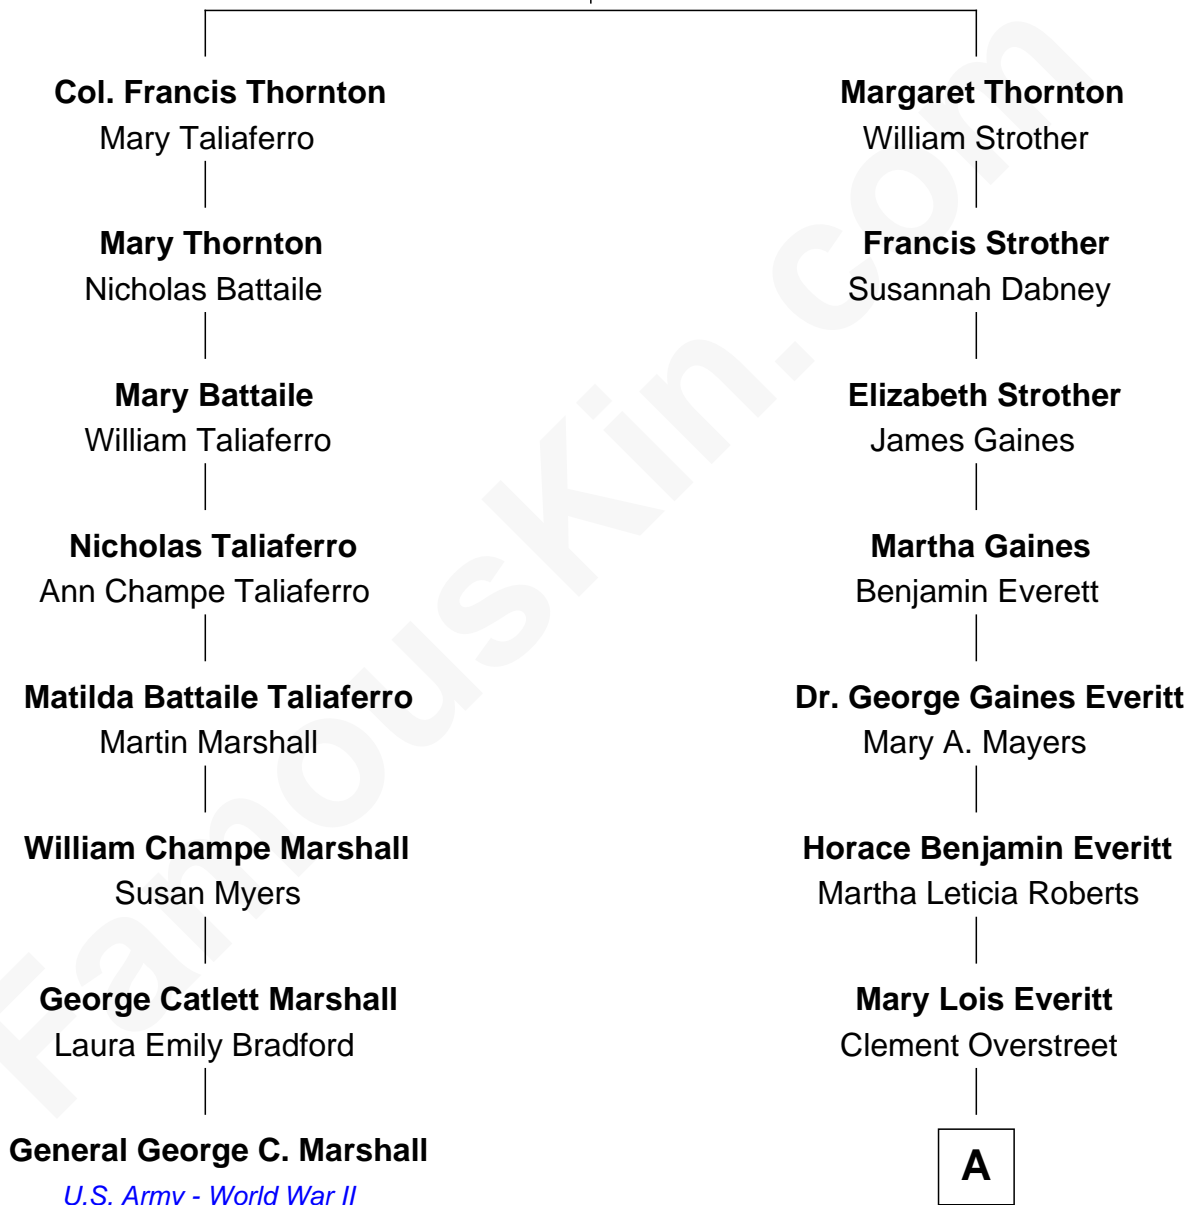 Col. Francis Thornton
Mary Taliaferro
Mary Thornton
Nicholas Battaile
Mary Battaile
William Taliaferro
Nicholas Taliaferro
Ann Champe Taliaferro
Matilda Battaile Taliaferro
Martin Marshall
William Champe Marshall
Susan Myers
George Catlett Marshall
Laura Emily Bradford
General George C. Marshall
U.S. Army - World War II
Margaret Thornton
William Strother
Francis Strother
Susannah Dabney
Elizabeth Strother
James Gaines
Martha Gaines
Benjamin Everett
Dr. George Gaines Everitt
Mary A. Mayers
Horace Benjamin Everitt
Martha Leticia Roberts
Mary Lois Everitt
Clement Overstreet
A
FamousKin.com